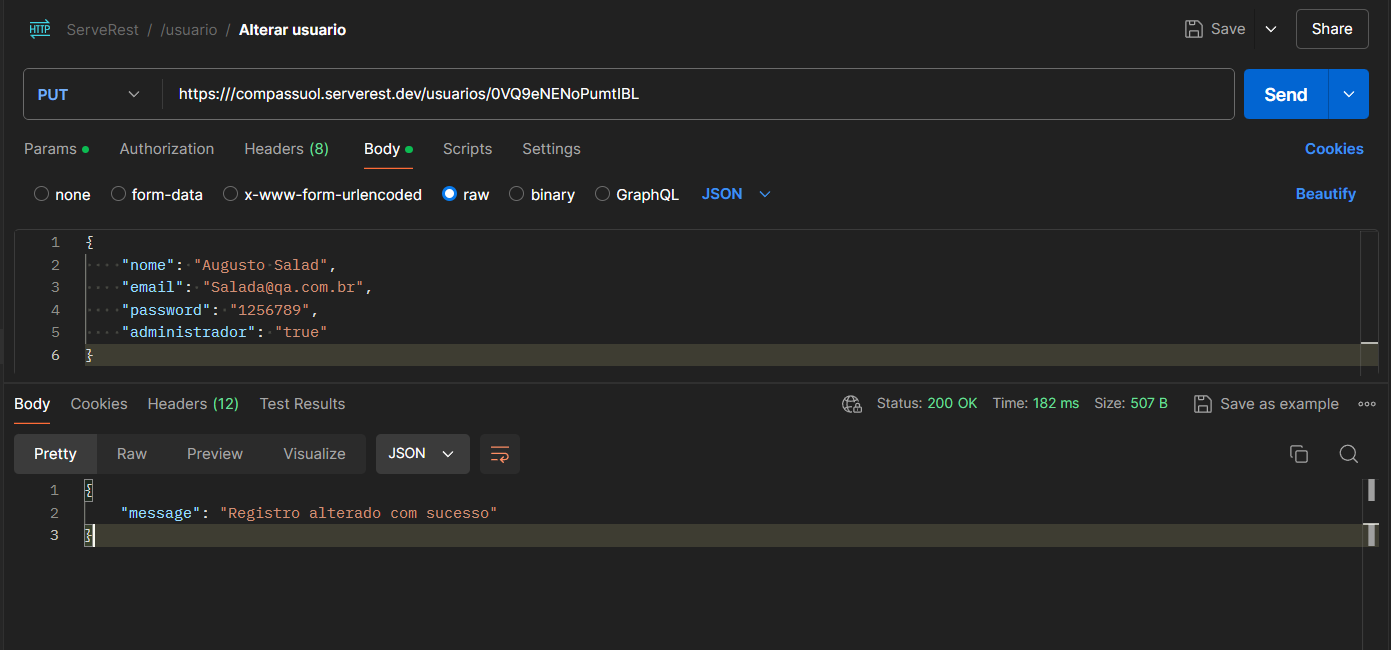 HTTP ServeRest / /usuario / Alterar usuario Save Share
PUT https:///compassuol.serverest.dev/usuarios/0VQ9eNENoPumtIBL Send
Params Authorization Headers (8) Body Scripts Settings Cookies
none form-data x-www-form-urlencoded raw binary GraphQL JSON Beautify
1 {
2 "nome": "Augusto Salad",
3 "email": "Salada@qa.com.br",
4 "password": "1256789",
5 "administrador": "true"
6 }
Body Cookies Headers (12) Test Results Status: 200 OK Time: 182 ms Size: 507 B Save as example
Pretty Raw Preview Visualize JSON
1 {
2 "message": "Registro alterado com sucesso"
3 }